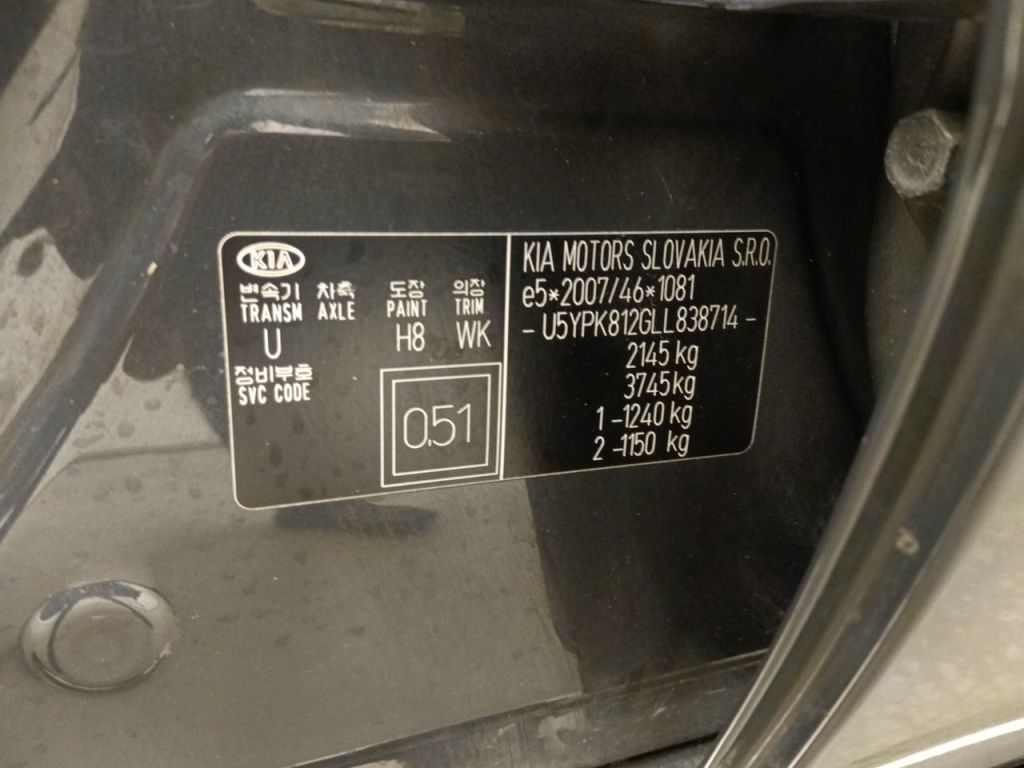 KIA
변속기 차축 도장 의장
TRANSM AXLE PAINT TRIM
U H8 WK
정비부호
SVC CODE
0.51
KIA MOTORS SLOVAKIA S.R.O.
e5*2007/46*1081
- U5YPK812GLL838714 -
2145 kg
3745 kg
1 -1240 kg
2 -1150 kg